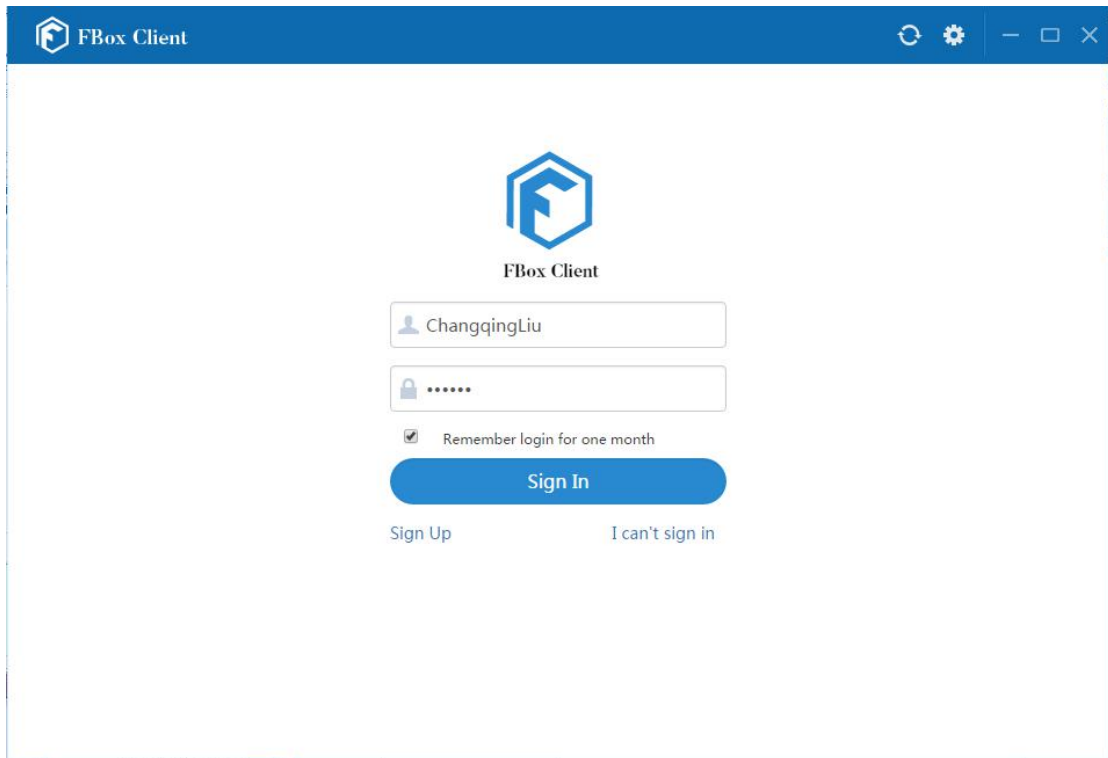 FBox Client
FBox Client
ChangqingLiu
••••••
Remember login for one month
Sign In
Sign Up I can't sign in